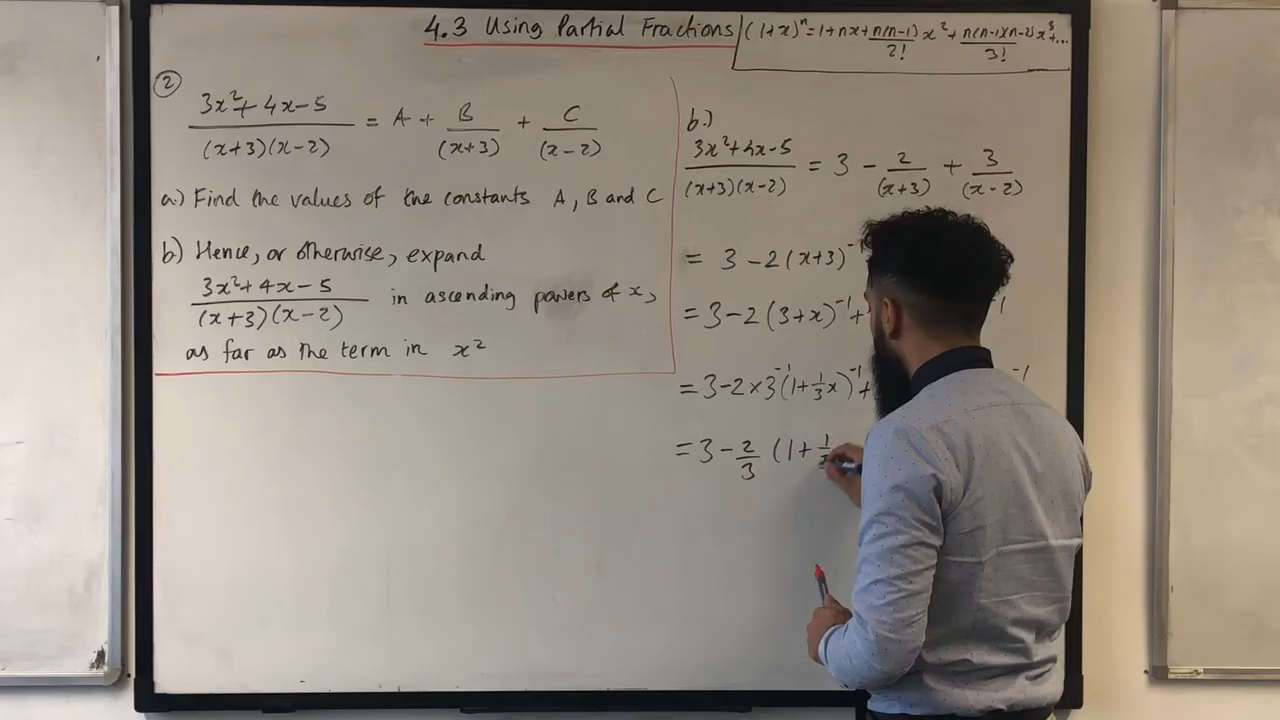 4.3 Using Partial Fractions
(1+x)^n = 1 + nx + n(n-1)/2! x² + n(n-1)(n-2)/3! x³ + ...
②
3x² + 4x - 5 / (x+3)(x-2) = A + B/(x+3) + C/(x-2)
a.) Find the values of the constants A, B and C
b) Hence, or otherwise, expand
3x² + 4x - 5 / (x+3)(x-2) in ascending powers of x,
as far as the term in x²
b.)
3x² + 4x - 5 / (x+3)(x-2) = 3 - 2/(x+3) + 3/(x-2)
= 3 - 2(x+3)^-1
= 3 - 2(3+x)^-1 + -1
= 3 - 2 × 3^-1 (1 + 1/3 x)^-1 + -1
= 3 - 2/3 (1 + 1/